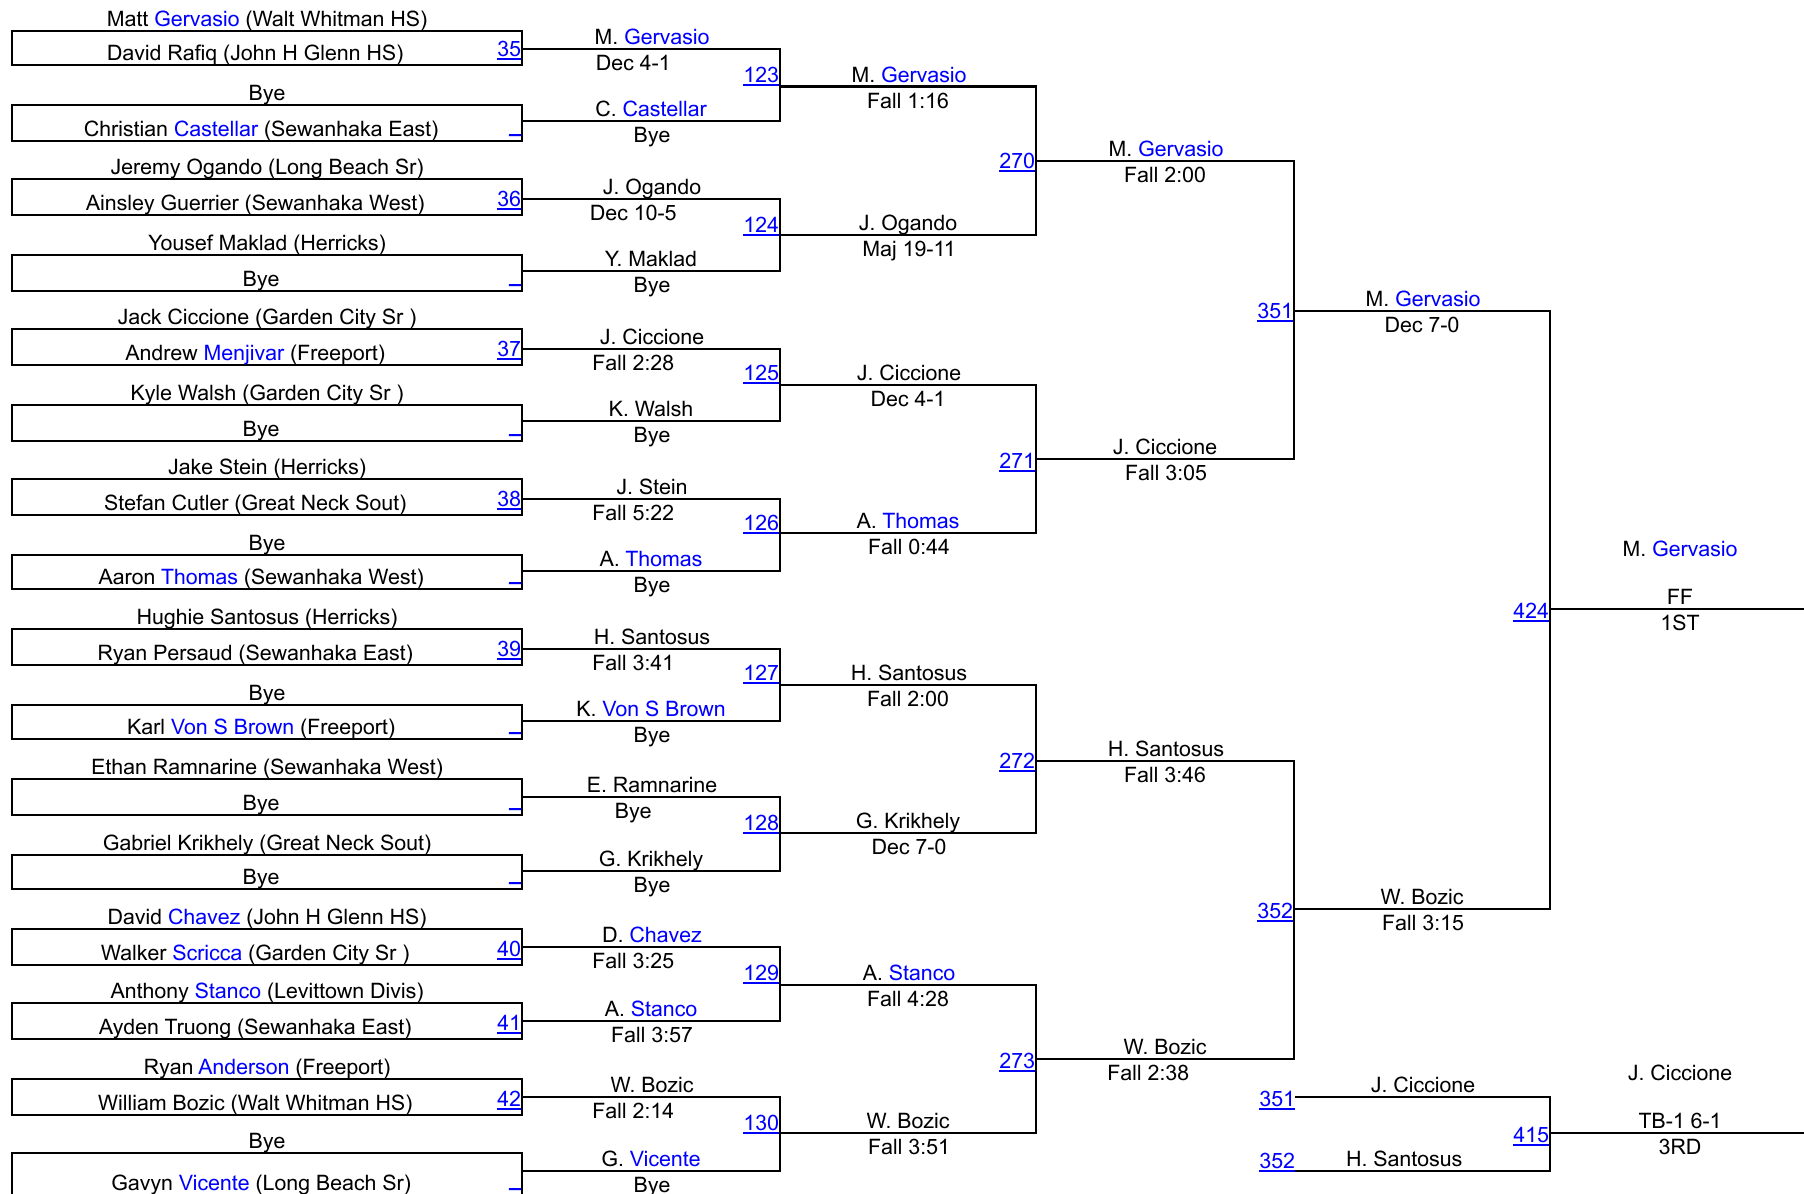 Matt Gervasio (Walt Whitman HS)
David Rafiq (John H Glenn HS) 35
Bye
Christian Castellar (Sewanhaka East)
Jeremy Ogando (Long Beach Sr)
Ainsley Guerrier (Sewanhaka West) 36
Yousef Maklad (Herricks)
Bye
Jack Ciccione (Garden City Sr )
Andrew Menjivar (Freeport) 37
Kyle Walsh (Garden City Sr )
Bye
Jake Stein (Herricks)
Stefan Cutler (Great Neck Sout) 38
Bye
Aaron Thomas (Sewanhaka West)
Hughie Santosus (Herricks)
Ryan Persaud (Sewanhaka East) 39
Bye
Karl Von S Brown (Freeport)
Ethan Ramnarine (Sewanhaka West)
Bye
Gabriel Krikhely (Great Neck Sout)
Bye
David Chavez (John H Glenn HS)
Walker Scricca (Garden City Sr ) 40
Anthony Stanco (Levittown Divis)
Ayden Truong (Sewanhaka East) 41
Ryan Anderson (Freeport)
William Bozic (Walt Whitman HS) 42
Bye
Gavyn Vicente (Long Beach Sr)
M. Gervasio
Dec 4-1
123
C. Castellar
Bye
J. Ogando
Dec 10-5
124
Y. Maklad
Bye
J. Ciccione
Fall 2:28
125
K. Walsh
Bye
J. Stein
Fall 5:22
126
A. Thomas
Bye
H. Santosus
Fall 3:41
127
K. Von S Brown
Bye
E. Ramnarine
Bye
128
G. Krikhely
Bye
D. Chavez
Fall 3:25
129
A. Stanco
Fall 3:57
W. Bozic
Fall 2:14
130
G. Vicente
Bye
M. Gervasio
Fall 1:16
270
J. Ogando
Maj 19-11
J. Ciccione
Dec 4-1
271
A. Thomas
Fall 0:44
H. Santosus
Fall 2:00
272
G. Krikhely
Dec 7-0
A. Stanco
Fall 4:28
273
W. Bozic
Fall 3:51
M. Gervasio
Fall 2:00
351
J. Ciccione
Fall 3:05
H. Santosus
Fall 3:46
352
W. Bozic
Fall 2:38
M. Gervasio
Dec 7-0
424
W. Bozic
Fall 3:15
M. Gervasio
FF
1ST
351 J. Ciccione
415
352 H. Santosus
J. Ciccione
TB-1 6-1
3RD